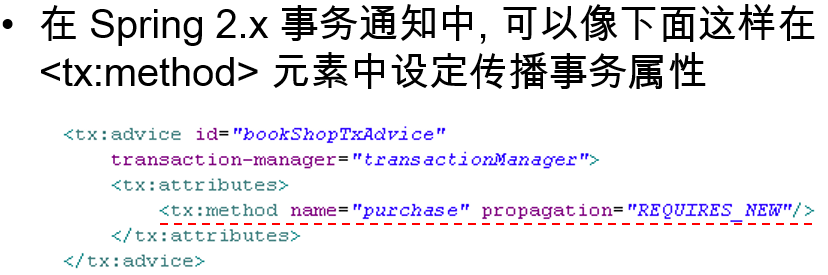 • 在 Spring 2.x 事务通知中, 可以像下面这样在
<tx:method> 元素中设定传播事务属性
<tx:advice id="bookShopTxAdvice"
transaction-manager="transactionManager">
<tx:attributes>
<tx:method name="purchase" propagation="REQUIRES_NEW"/>
</tx:attributes>
</tx:advice>